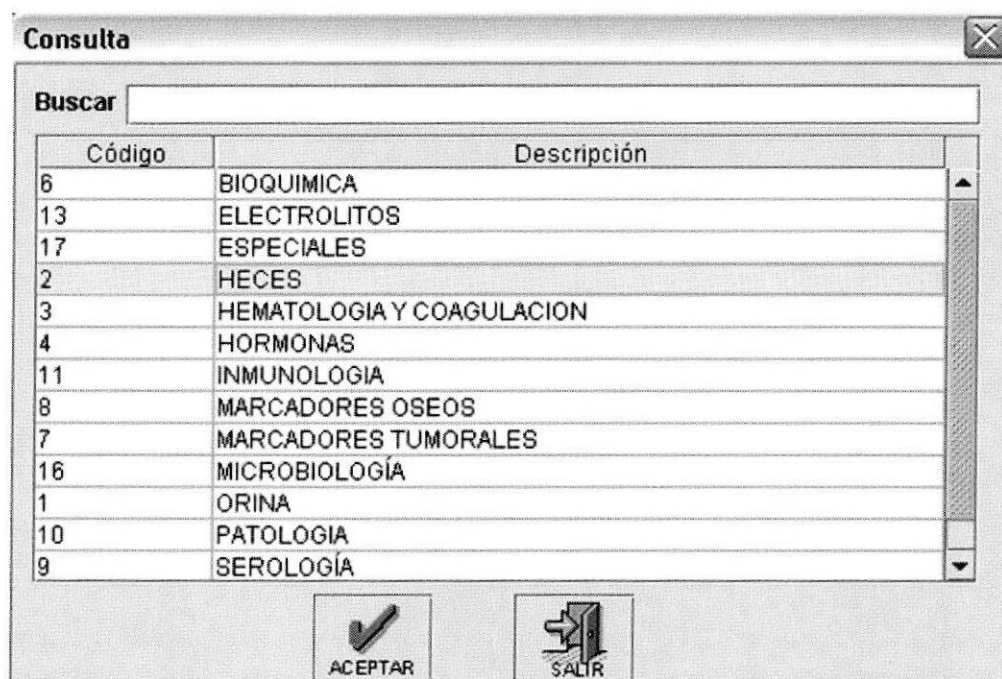 Consulta
Buscar
Código Descripción
6 BIOQUIMICA
13 ELECTROLITOS
17 ESPECIALES
2 HECES
3 HEMATOLOGIA Y COAGULACION
4 HORMONAS
11 INMUNOLOGIA
8 MARCADORES OSEOS
7 MARCADORES TUMORALES
16 MICROBIOLOGÍA
1 ORINA
10 PATOLOGIA
9 SEROLOGÍA
ACEPTAR SALIR